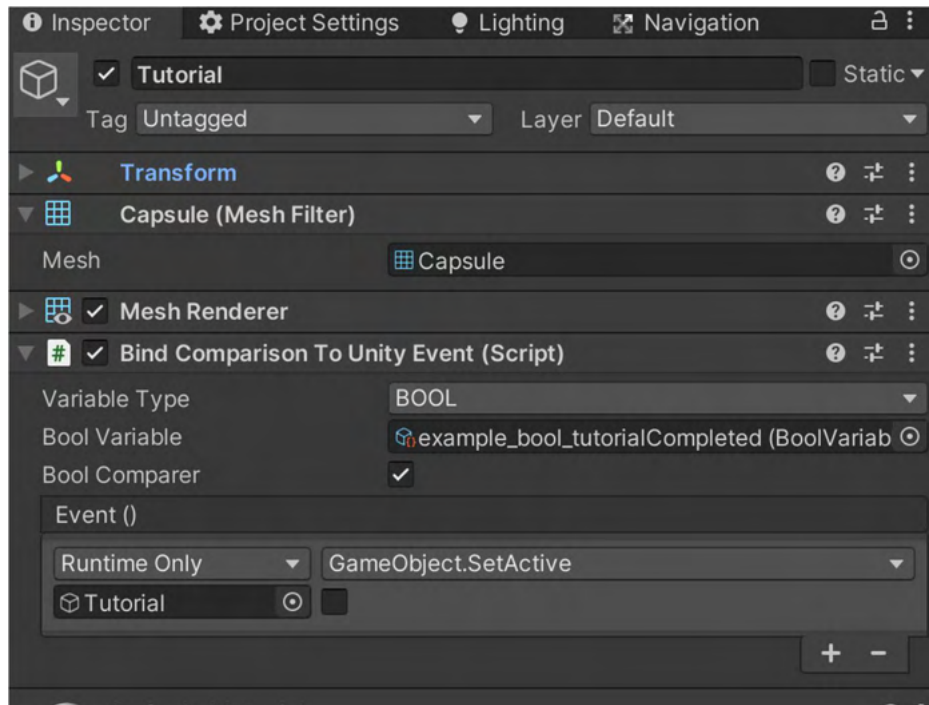 Inspector Project Settings Lighting Navigation
Tutorial Static
Tag Untagged Layer Default
Transform
Capsule (Mesh Filter)
Mesh Capsule
Mesh Renderer
# Bind Comparison To Unity Event (Script)
Variable Type BOOL
Bool Variable example_bool_tutorialCompleted (BoolVariab
Bool Comparer
Event ()
Runtime Only GameObject.SetActive
Tutorial